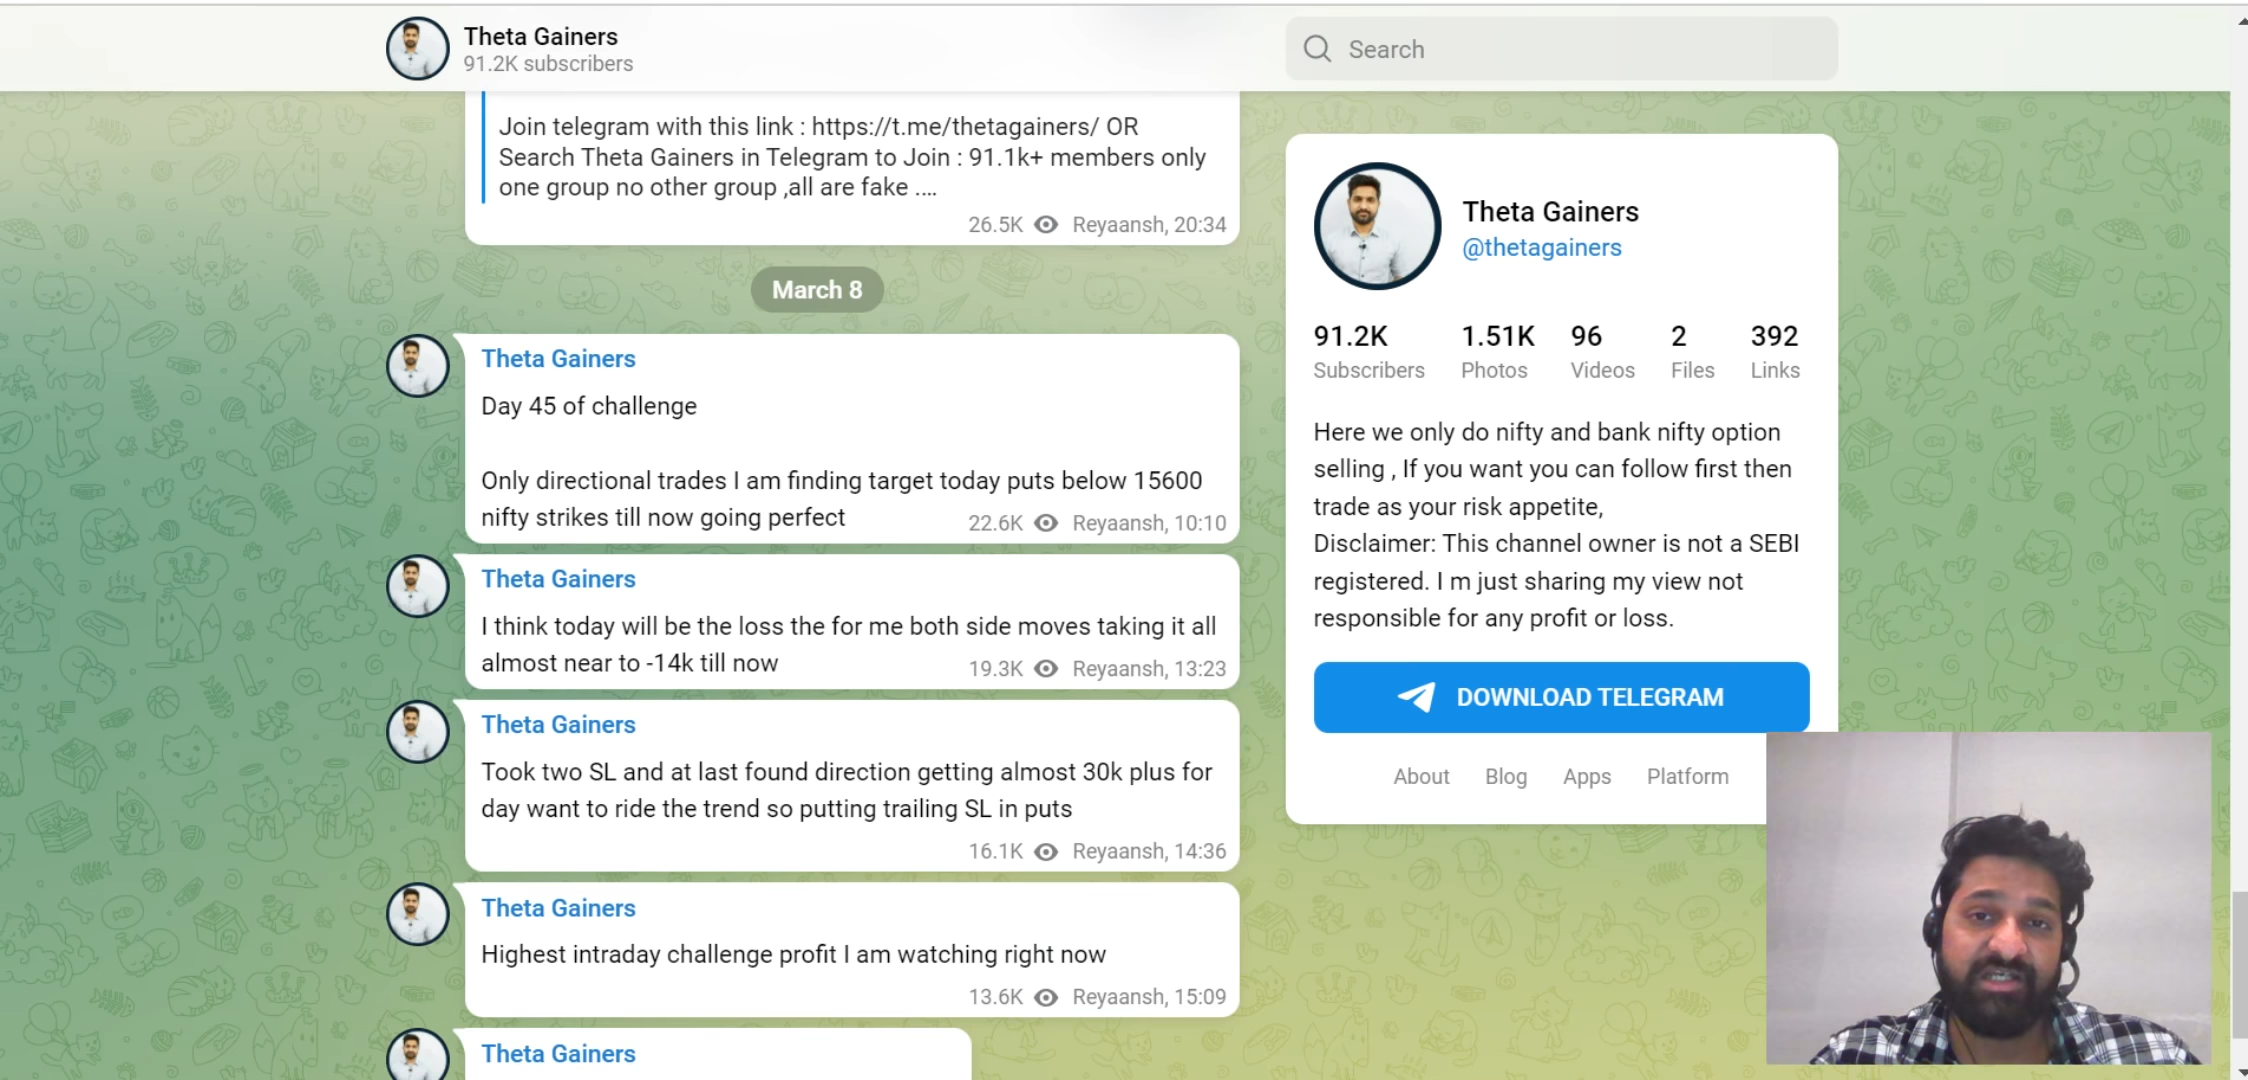 Theta Gainers
91.2K subscribers
Search
Join telegram with this link : https://t.me/thetagainers/ OR
Search Theta Gainers in Telegram to Join : 91.1k+ members only
one group no other group ,all are fake ....
26.5K Reyaansh, 20:34
March 8
Theta Gainers
Day 45 of challenge
Only directional trades I am finding target today puts below 15600
nifty strikes till now going perfect
22.6K Reyaansh, 10:10
Theta Gainers
I think today will be the loss the for me both side moves taking it all
almost near to -14k till now
19.3K Reyaansh, 13:23
Theta Gainers
Took two SL and at last found direction getting almost 30k plus for
day want to ride the trend so putting trailing SL in puts
16.1K Reyaansh, 14:36
Theta Gainers
Highest intraday challenge profit I am watching right now
13.6K Reyaansh, 15:09
Theta Gainers
Theta Gainers
@thetagainers
91.2K 1.51K 96 2 392
Subscribers Photos Videos Files Links
Here we only do nifty and bank nifty option
selling , If you want you can follow first then
trade as your risk appetite,
Disclaimer: This channel owner is not a SEBI
registered. I m just sharing my view not
responsible for any profit or loss.
DOWNLOAD TELEGRAM
About Blog Apps Platform